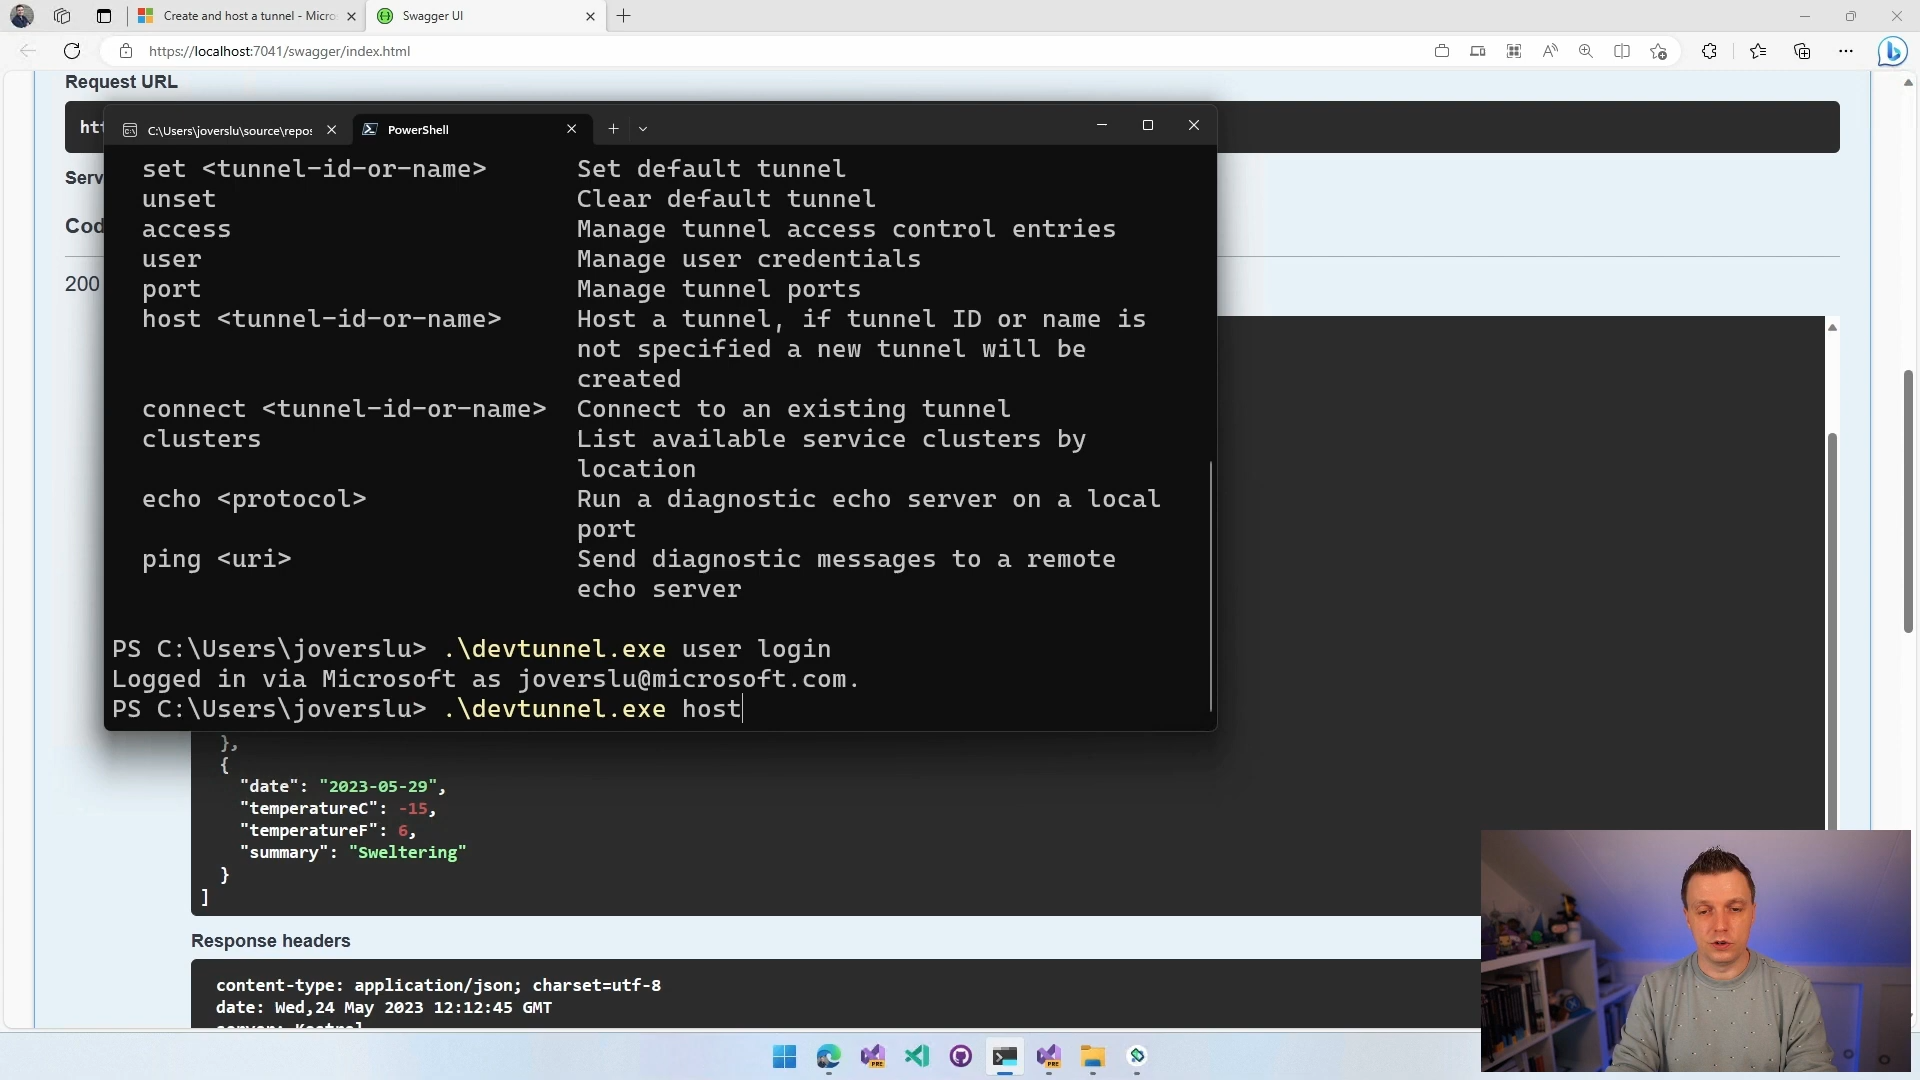 Create and host a tunnel - Micro
Swagger UI
https://localhost:7041/swagger/index.html
Request URL
htt
Serv
Cod
200
C:\Users\joverslu\source\repos
PowerShell
set <tunnel-id-or-name> Set default tunnel
unset Clear default tunnel
access Manage tunnel access control entries
user Manage user credentials
port Manage tunnel ports
host <tunnel-id-or-name> Host a tunnel, if tunnel ID or name is
not specified a new tunnel will be
created
connect <tunnel-id-or-name> Connect to an existing tunnel
clusters List available service clusters by
location
echo <protocol> Run a diagnostic echo server on a local
port
ping <uri> Send diagnostic messages to a remote
echo server
PS C:\Users\joverslu> .\devtunnel.exe user login
Logged in via Microsoft as joverslu@microsoft.com.
PS C:\Users\joverslu> .\devtunnel.exe host
},
{
"date": "2023-05-29",
"temperatureC": -15,
"temperatureF": 6,
"summary": "Sweltering"
}
]
Response headers
content-type: application/json; charset=utf-8
date: Wed,24 May 2023 12:12:45 GMT
server: Kestrel